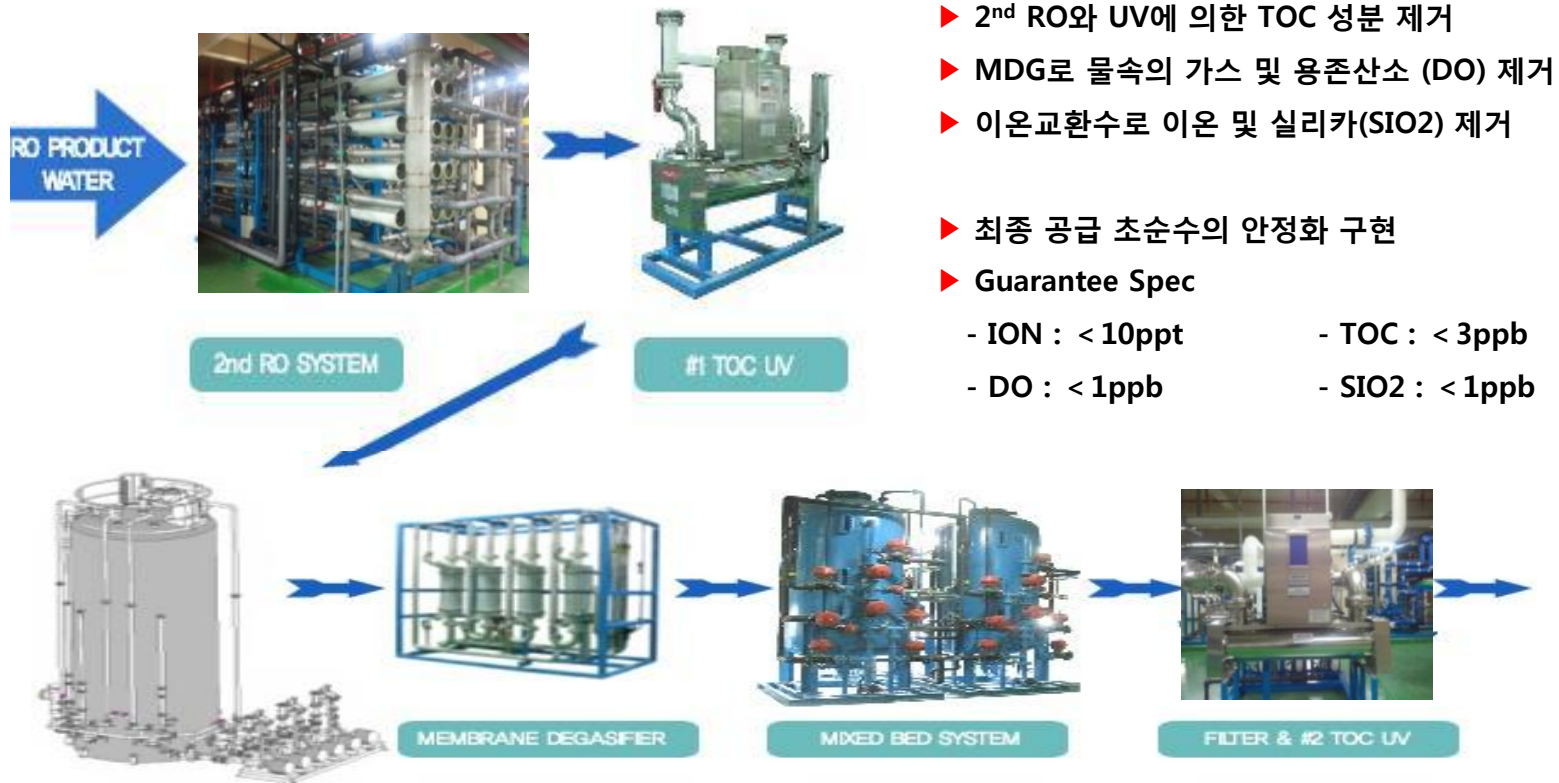 RO PRODUCT
WATER
2nd RO SYSTEM
#1 TOC UV
▶ 2nd RO와 UV에 의한 TOC 성분 제거
▶ MDG로 물속의 가스 및 용존산소 (DO) 제거
▶ 이온교환수로 이온 및 실리카(SIO2) 제거
▶ 최종 공급 초순수의 안정화 구현
▶ Guarantee Spec
- ION : < 10ppt - TOC : < 3ppb
- DO : < 1ppb - SIO2 : < 1ppb
MEMBRANE DEGASIFIER
MIXED BED SYSTEM
FILTER & #2 TOC UV